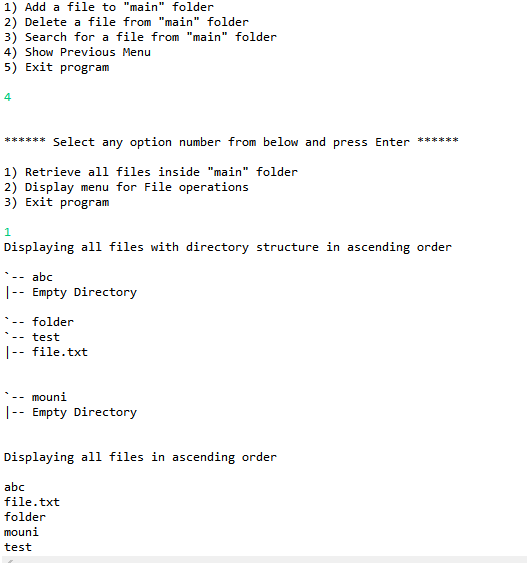 1) Add a file to "main" folder
2) Delete a file from "main" folder
3) Search for a file from "main" folder
4) Show Previous Menu
5) Exit program
4
****** Select any option number from below and press Enter ******
1) Retrieve all files inside "main" folder
2) Display menu for File operations
3) Exit program
1
Displaying all files with directory structure in ascending order
`-- abc
|-- Empty Directory
`-- folder
`-- test
|-- file.txt
`-- mouni
|-- Empty Directory
Displaying all files in ascending order
abc
file.txt
folder
mouni
test